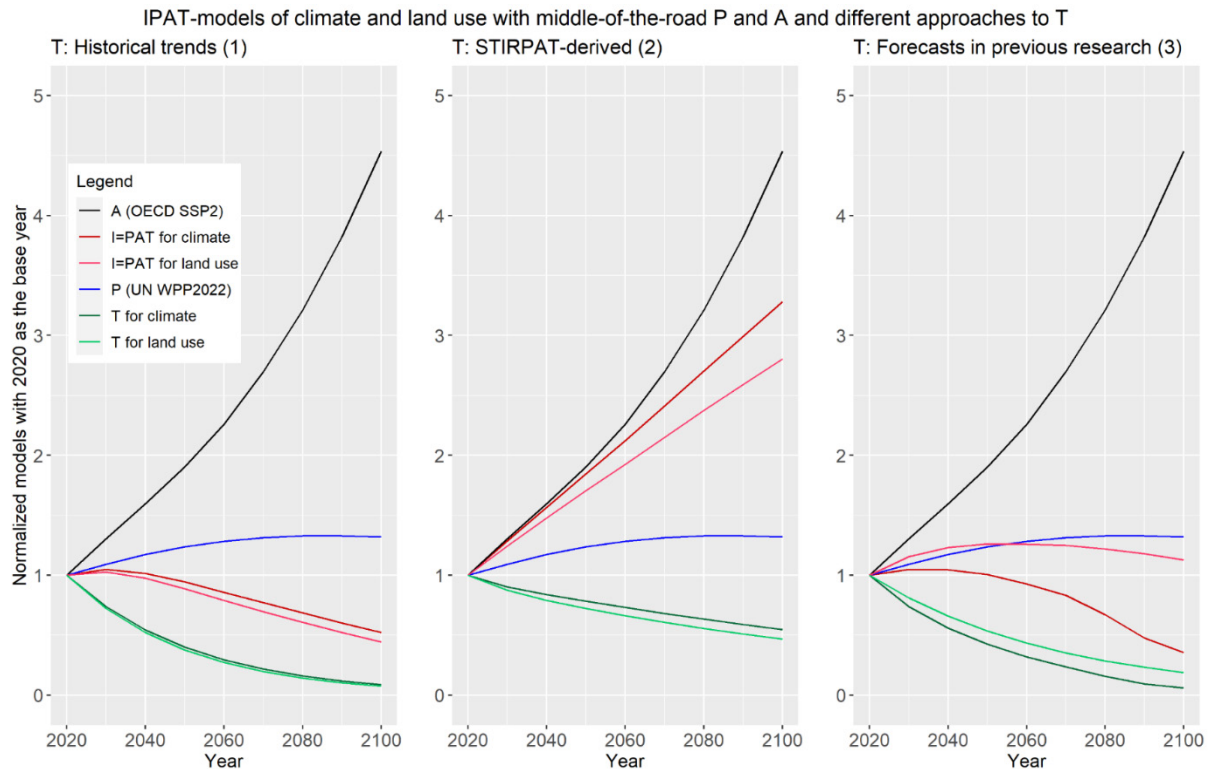 IPAT-models of climate and land use with middle-of-the-road P and A and different approaches to T
T: Historical trends (1)
T: STIRPAT-derived (2)
T: Forecasts in previous research (3)
Normalized models with 2020 as the base year
5
4
3
2
1
0
Legend
A (OECD SSP2)
I=PAT for climate
I=PAT for land use
P (UN WPP2022)
T for climate
T for land use
2020 2040 2060 2080 2100
Year
5
4
3
2
1
0
2020 2040 2060 2080 2100
Year
5
4
3
2
1
0
2020 2040 2060 2080 2100
Year